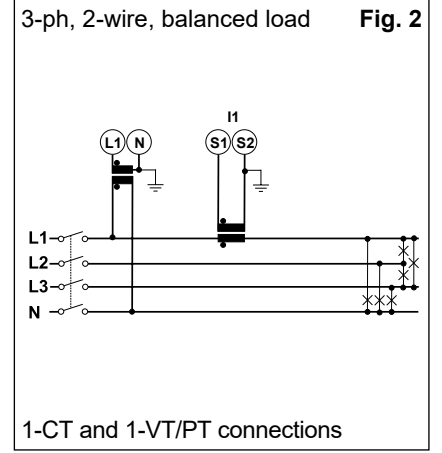 3-ph, 2-wire, balanced load Fig. 2
I1
L1 N S1 S2
L1
L2
L3
N
1-CT and 1-VT/PT connections